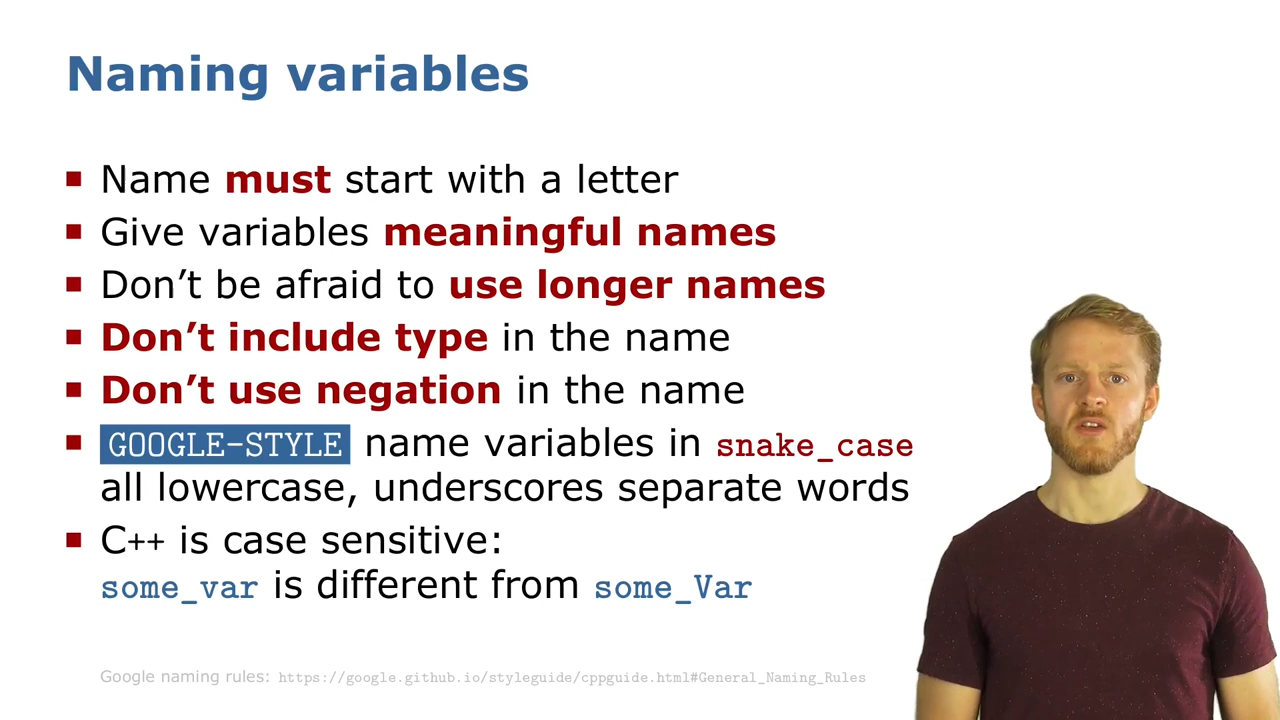 Naming variables
Name must start with a letter
Give variables meaningful names
Don’t be afraid to use longer names
Don’t include type in the name
Don’t use negation in the name
GOOGLE-STYLE name variables in snake_case
all lowercase, underscores separate words
C++ is case sensitive:
some_var is different from some_Var
Google naming rules: https://google.github.io/styleguide/cppguide.html#General_Naming_Rules